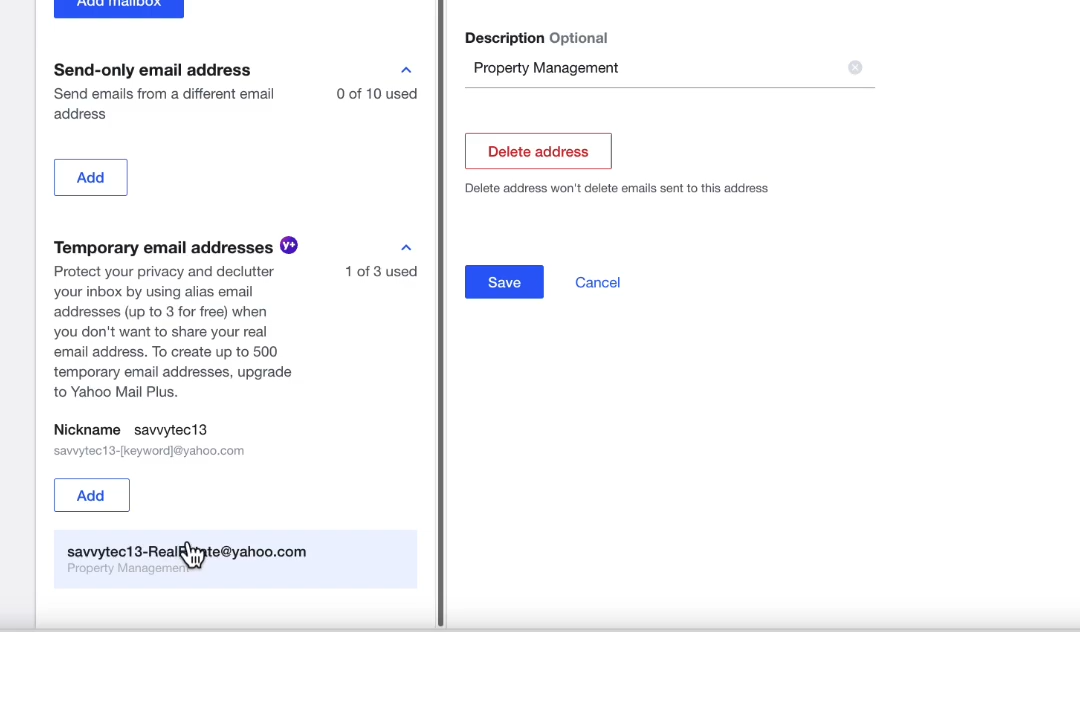 Add mailbox
Send-only email address
Send emails from a different email
address
0 of 10 used
Add
Temporary email addresses y+
Protect your privacy and declutter
your inbox by using alias email
addresses (up to 3 for free) when
you don't want to share your real
email address. To create up to 500
temporary email addresses, upgrade
to Yahoo Mail Plus.
1 of 3 used
Nickname savvytec13
savvytec13-[keyword]@yahoo.com
Add
Property Management
Description Optional
Property Management
Delete address
Delete address won't delete emails sent to this address
Save Cancel